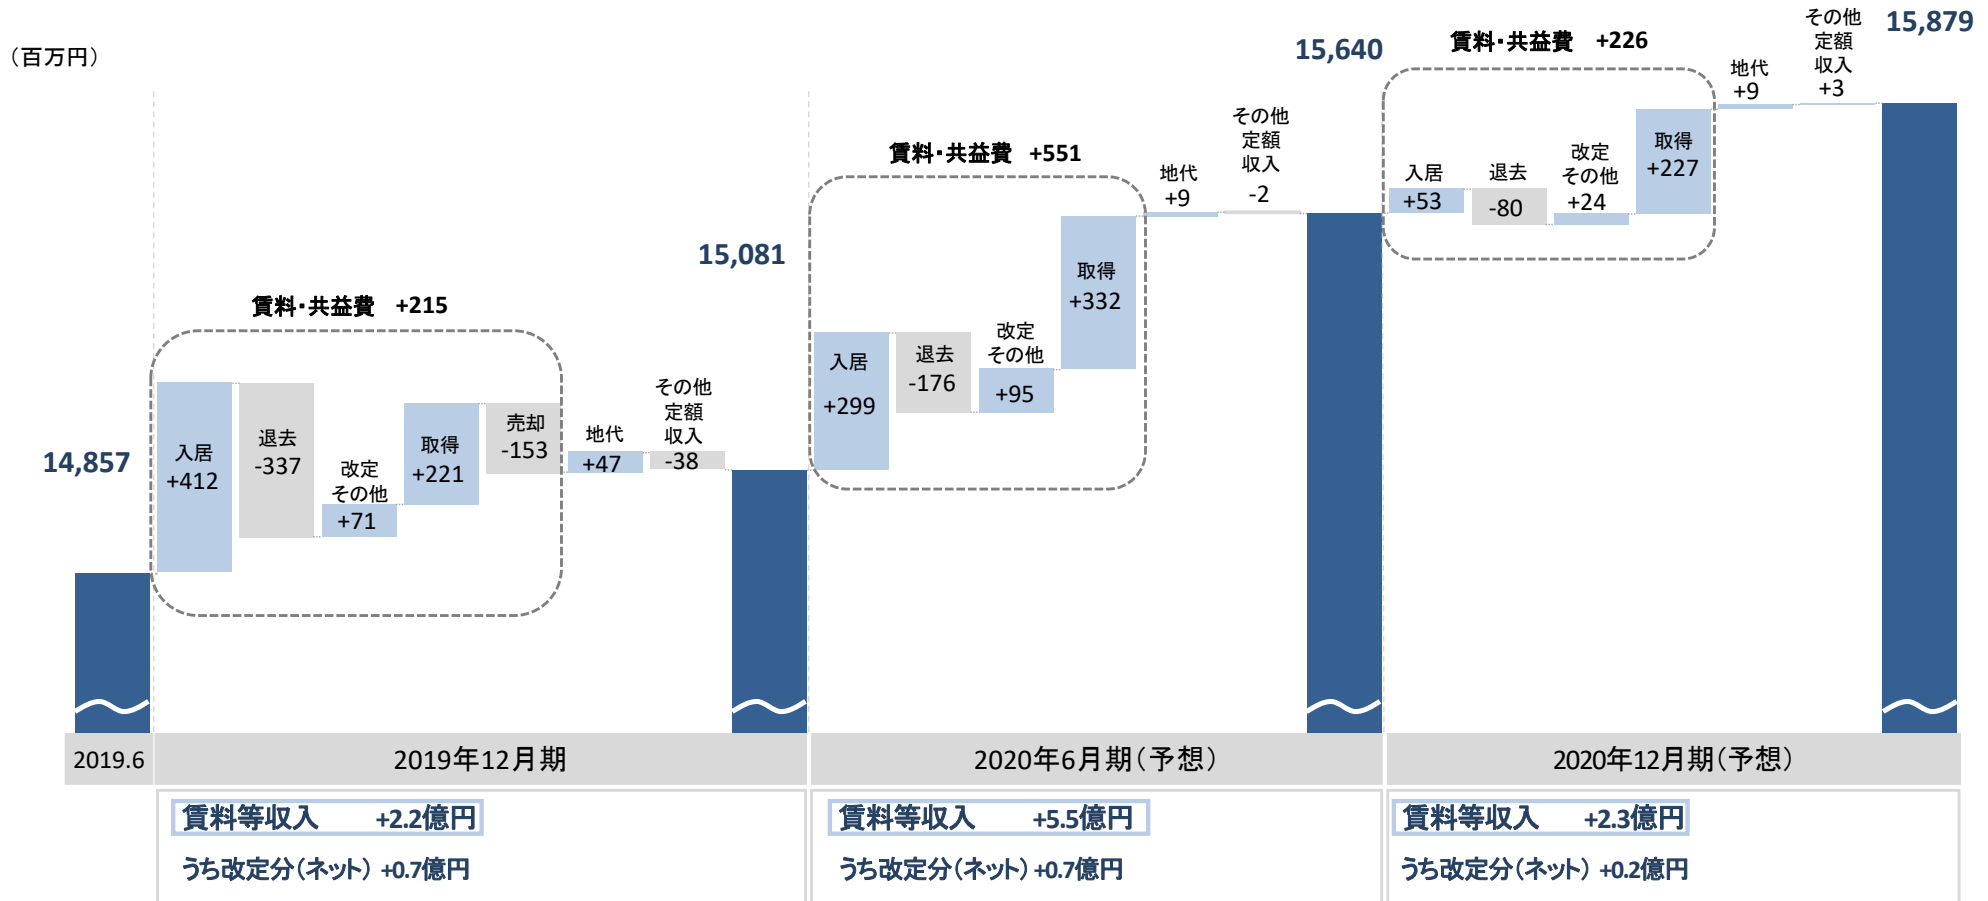 （百万円）
14,857
賃料・共益費 +215
入居
+412
退去
-337
改定
その他
+71
取得
+221
売却
-153
地代
+47
その他
定額
収入
-38
15,081
賃料・共益費 +551
入居
+299
退去
-176
改定
その他
+95
取得
+332
地代
+9
その他
定額
収入
-2
15,640
賃料・共益費 +226
入居
+53
退去
-80
改定
その他
+24
取得
+227
地代
+9
その他
定額
収入
+3
15,879
2019.6
2019年12月期
2020年6月期（予想）
2020年12月期（予想）
賃料等収入 +2.2億円
うち改定分（ネット）+0.7億円
賃料等収入 +5.5億円
うち改定分（ネット）+0.7億円
賃料等収入 +2.3億円
うち改定分（ネット）+0.2億円